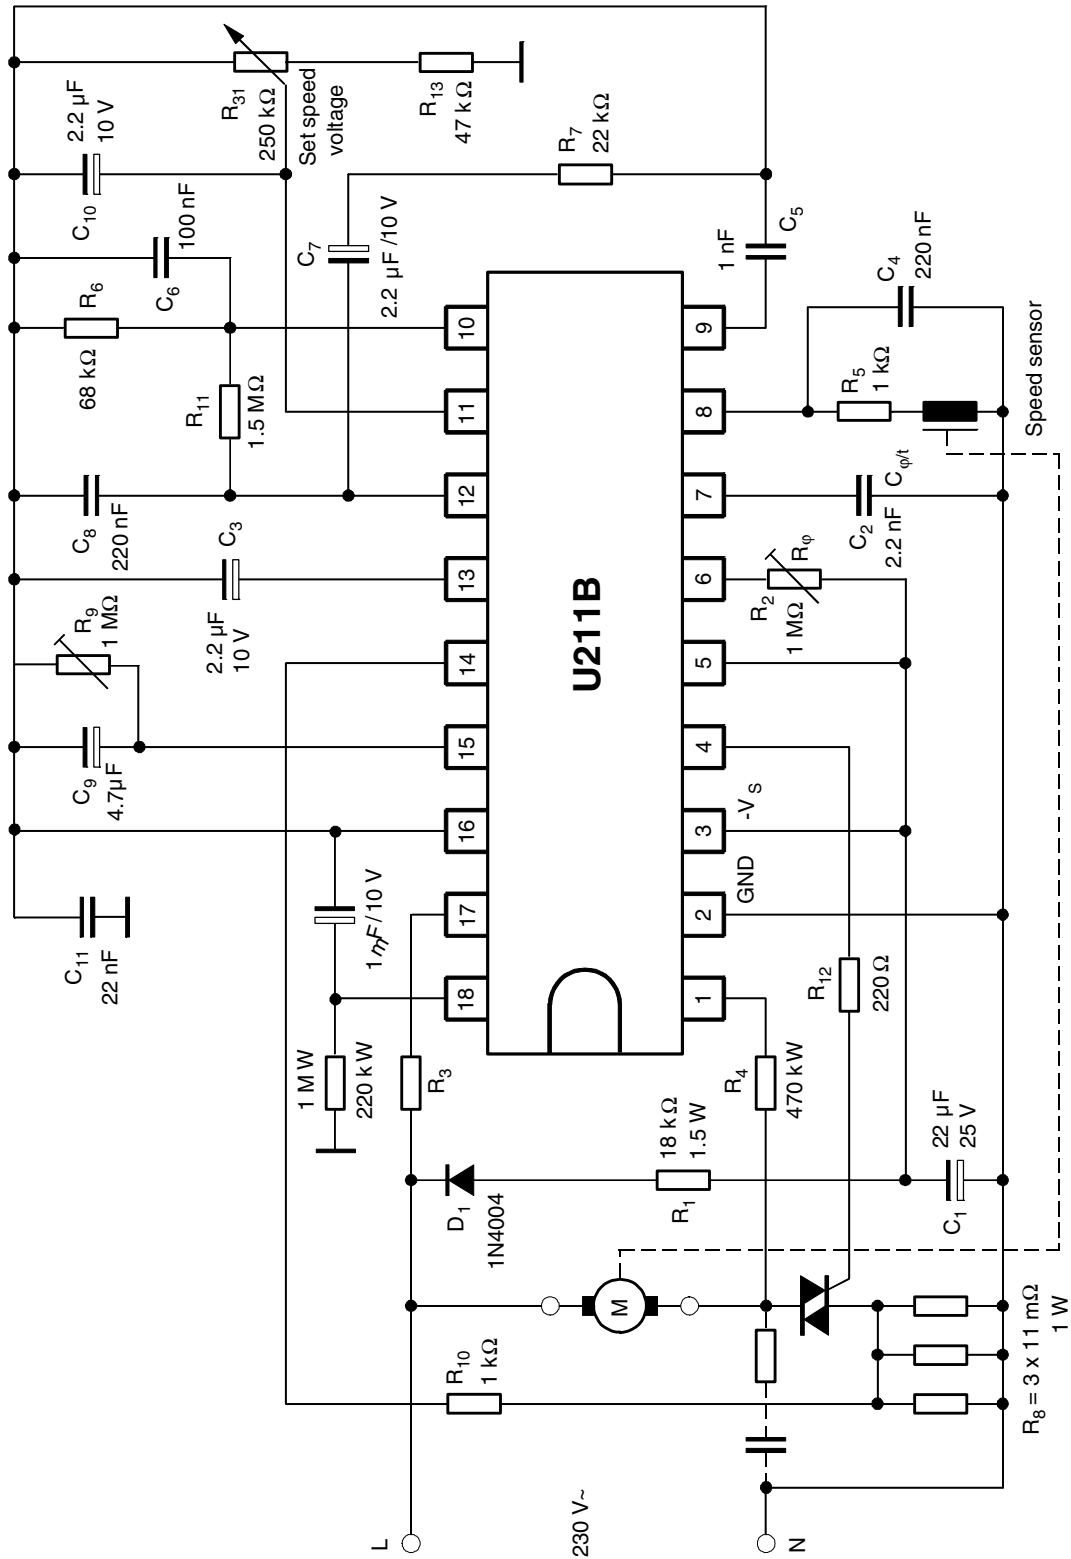 L
230 V~
N
R10
1 kΩ
M
R8 = 3 x 11 mΩ
1 W
D1
1N4004
18 kΩ
1.5 W
R1
22 µF
25 V
C1
1 M W
220 kW
R3
R4
470 kW
R12
220 Ω
C11
22 nF
1 mF / 10 V
18
17
16
15
14
13
12
11
10
U211B
1
2
3
4
5
6
7
8
9
GND
-VS
C9
4.7µF
R9
1 MΩ
2.2 µF
10 V
C3
C8
220 nF
R11
1.5 MΩ
R6
68 kΩ
C6
100 nF
C10
2.2 µF
10 V
R31
250 kΩ
Set speed
voltage
R13
47 kΩ
C7
2.2 µF /10 V
R7
22 kΩ
1 nF
C5
R2
1 MΩ
Rφ
C2
2.2 nF
Cφ/t
R5
1 kΩ
C4
220 nF
Speed sensor